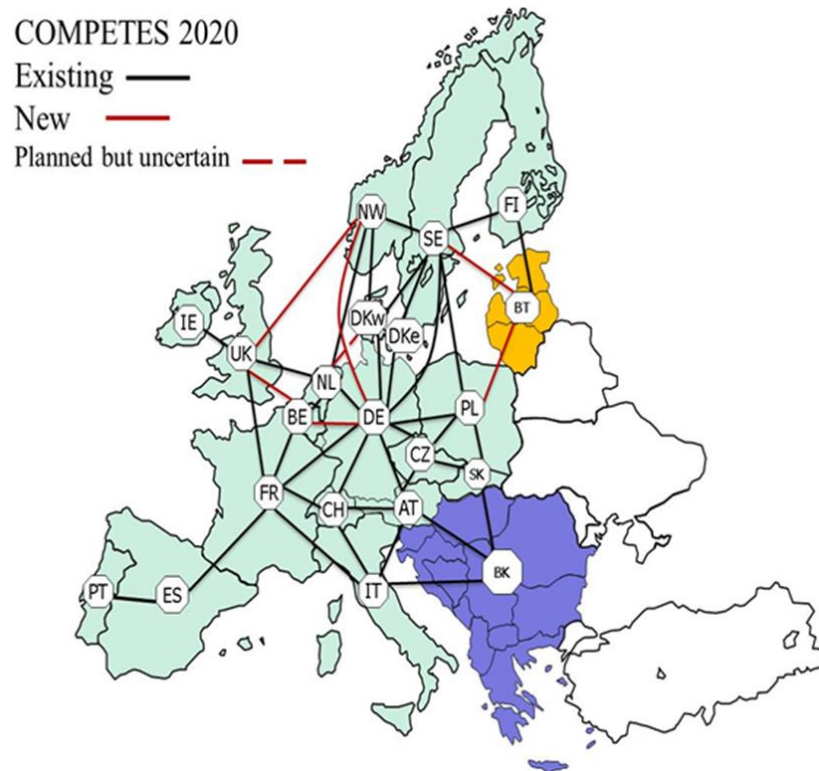 COMPETES 2020
Existing
New
Planned but uncertain
NW
FI
SE
BT
IE
DKw
DKe
UK
NL
BE
DE
PL
CZ
SK
FR
CH
AT
BK
PT
ES
IT